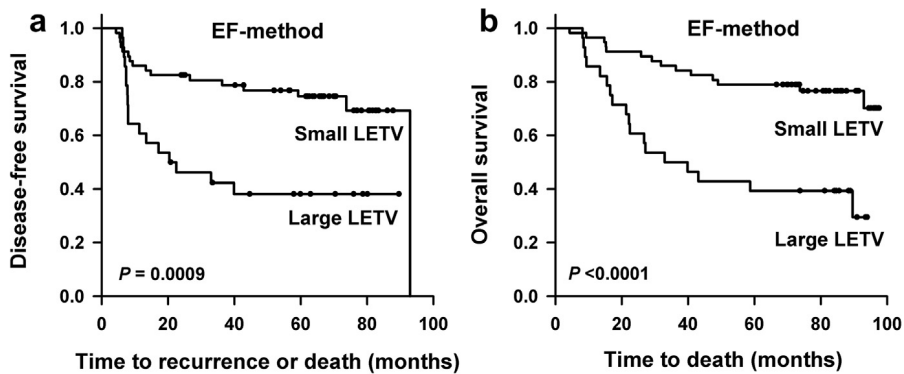 a
EF-method
Disease-free survival
1.0
0.8
0.6
0.4
0.2
0.0
Small LETV
Large LETV
P = 0.0009
0 20 40 60 80 100
Time to recurrence or death (months)
b
EF-method
Overall survival
1.0
0.8
0.6
0.4
0.2
0.0
Small LETV
Large LETV
P <0.0001
0 20 40 60 80 100
Time to death (months)